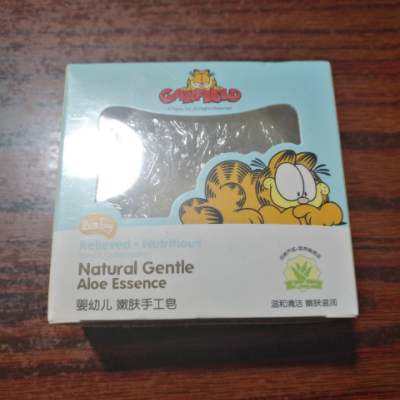 GARFIELD
Baby
Relieved · Nutritious
Natural Gentle
Aloe Essence
婴幼儿 嫩肤手工皂
温和清洁 嫩肤滋润